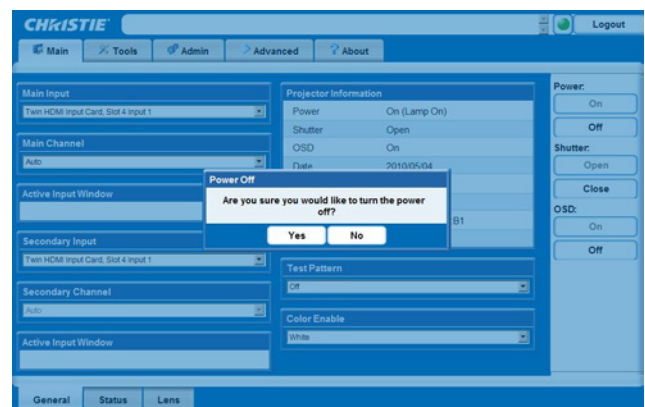 CHRISTIE
Logout
Main
Tools
Admin
Advanced
About
Main Input
Twin HDMI Input Card, Slot 4 Input 1
Main Channel
Auto
Active Input Window
Secondary Input
Twin HDMI Input Card, Slot 4 Input 1
Secondary Channel
Auto
Active Input Window
Projector Information
Power On (Lamp On)
Shutter Open
OSD On
Date 2010/05/04
B1
Power Off
Are you sure you would like to turn the power
off?
Yes No
Test Pattern
Off
Color Enable
White
Power:
On
Off
Shutter:
Open
Close
OSD:
On
Off
General Status Lens